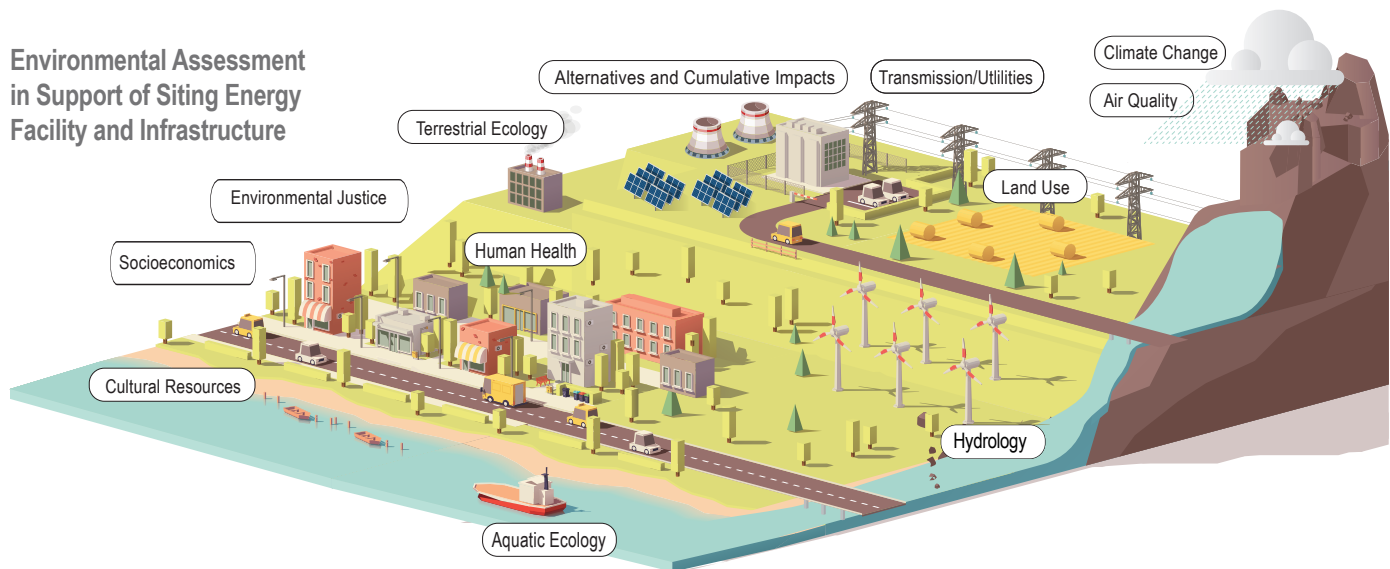 Environmental Assessment
in Support of Siting Energy
Facility and Infrastructure
Climate Change
Air Quality
Alternatives and Cumulative Impacts
Transmission/Utlilities
Terrestrial Ecology
Land Use
Environmental Justice
Human Health
Socioeconomics
Cultural Resources
Hydrology
Aquatic Ecology